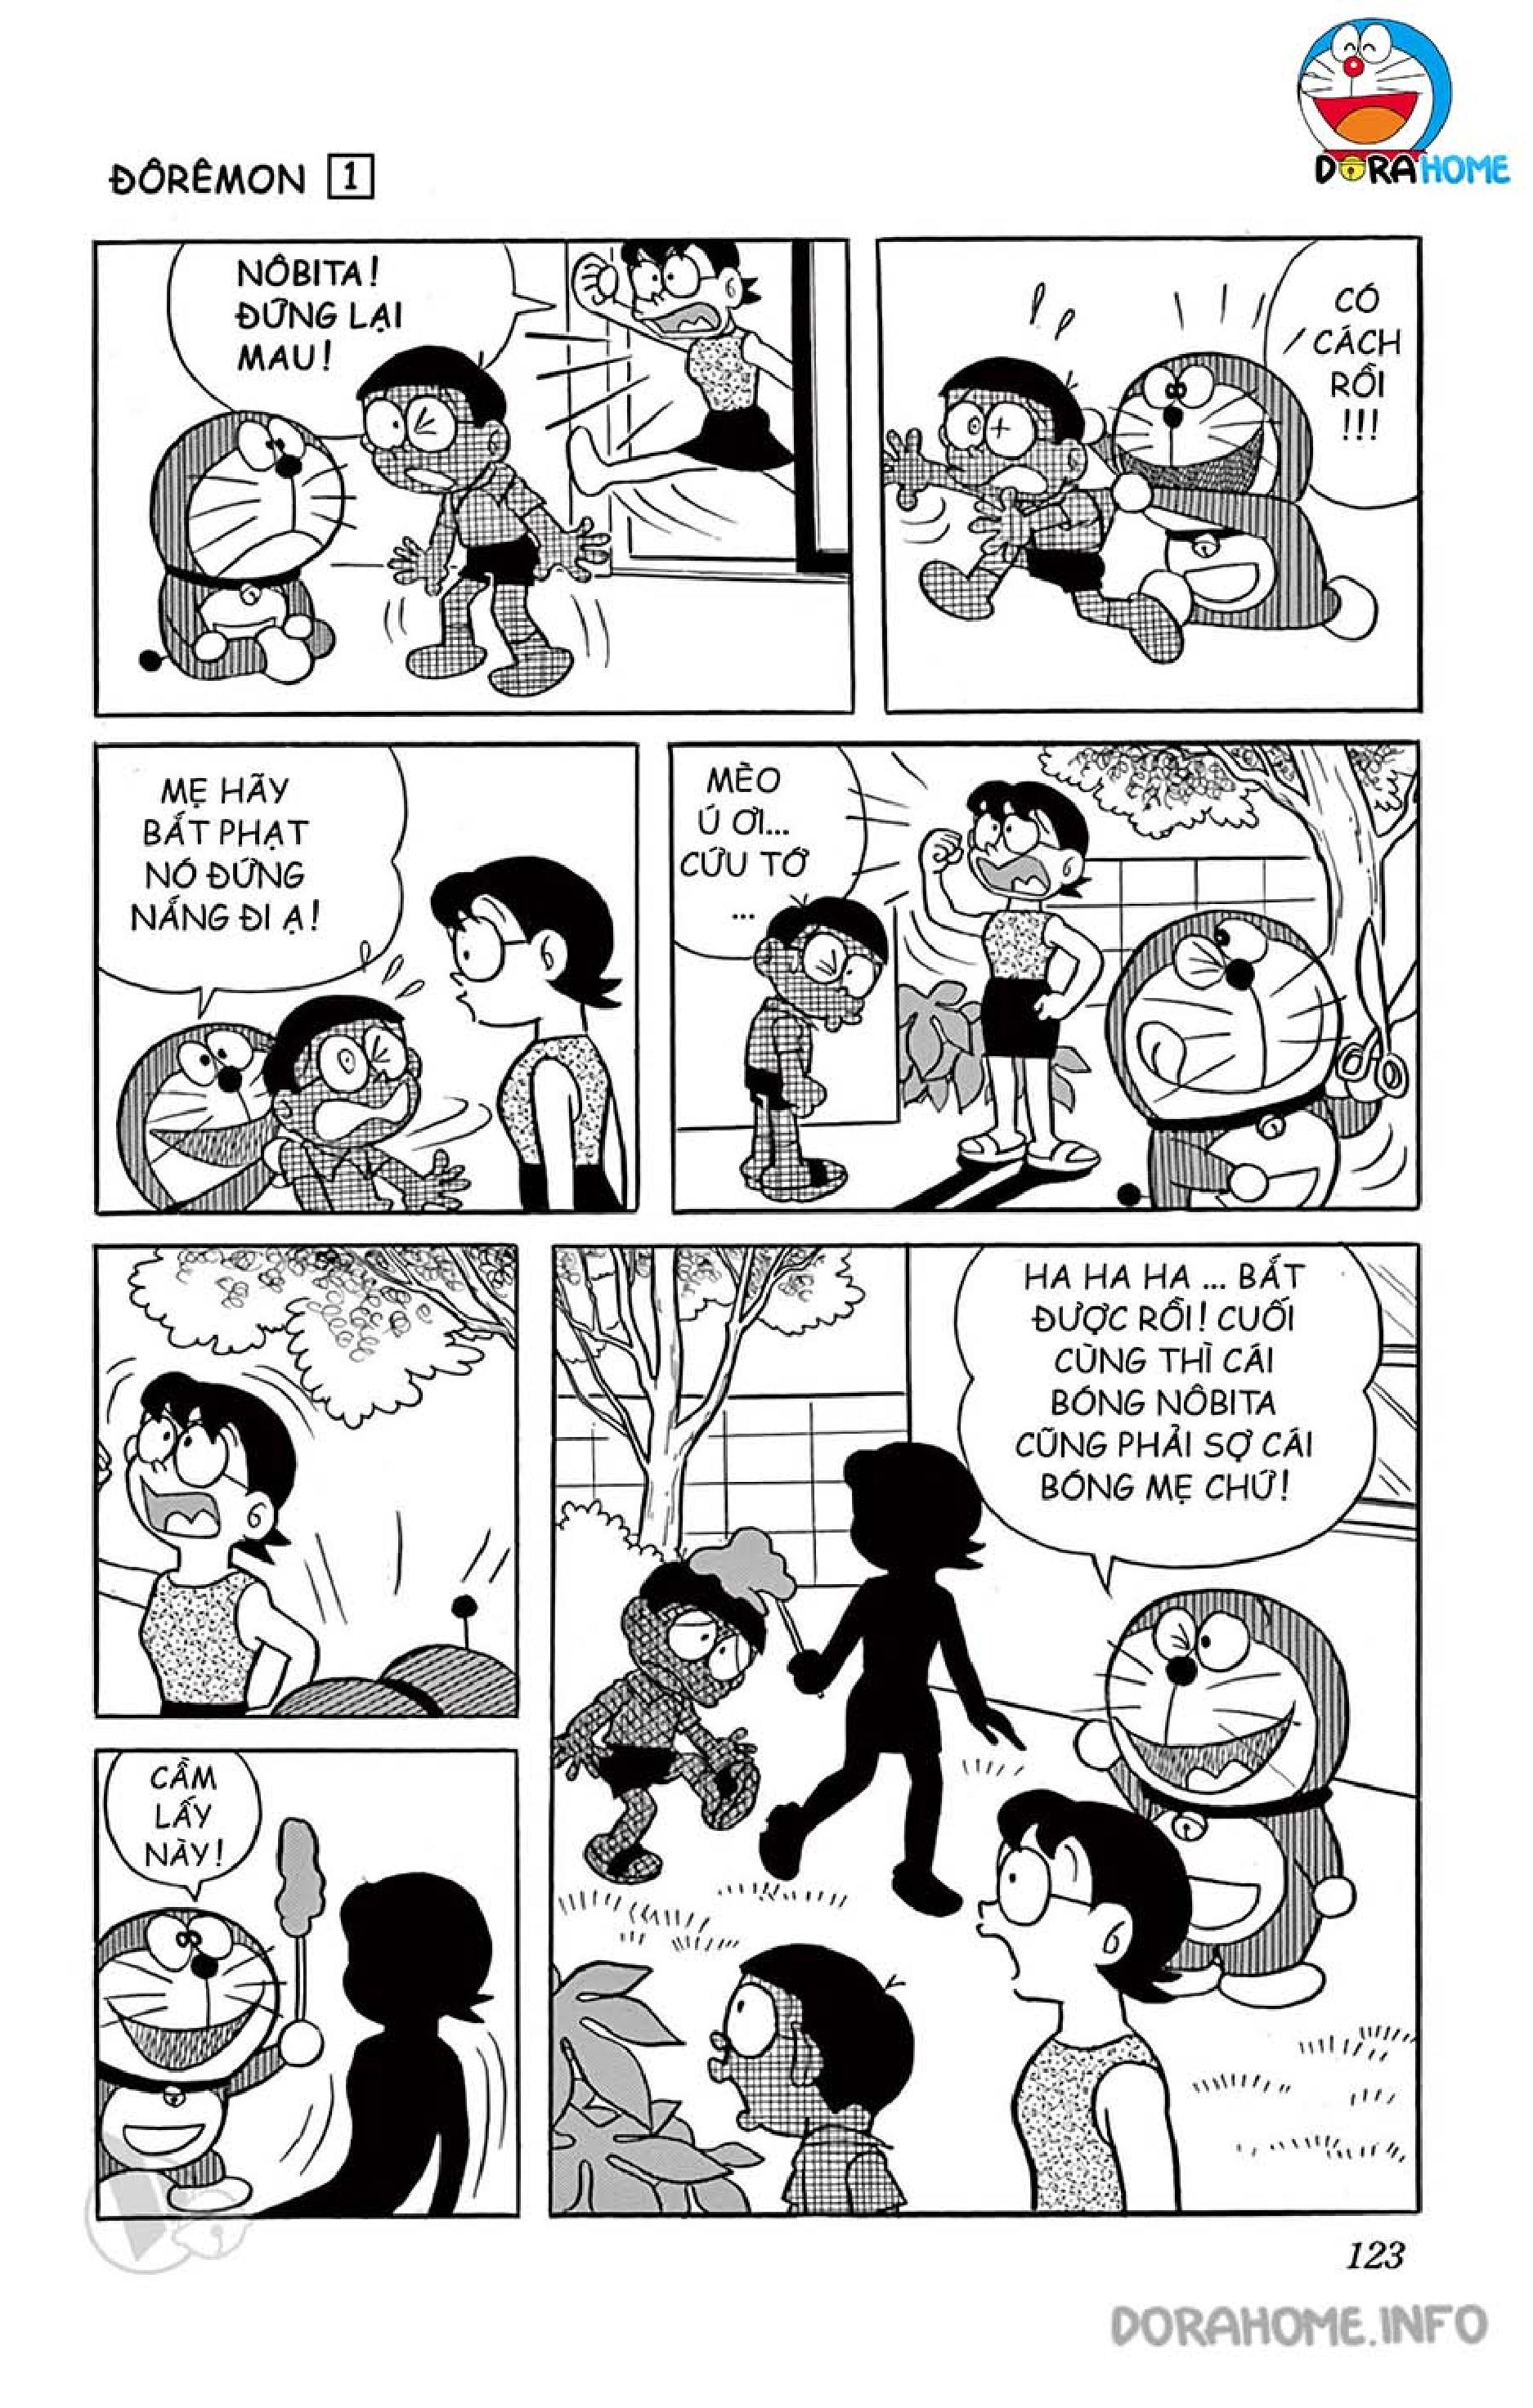 DORAHOME
ĐÔRÊMON 1
NÔBITA!
ĐỨNG LẠI
MAU!
CÓ
CÁCH
RỒI
!!!
MẸ HÃY
BẮT PHẠT
NÓ ĐỨNG
NẮNG ĐI Ạ!
MÈO
Ú ƠI...
CỨU TỚ
...
HA HA HA ... BẮT
ĐƯỢC RỒI! CUỐI
CÙNG THÌ CÁI
BÓNG NÔBITA
CŨNG PHẢI SỢ CÁI
BÓNG MẸ CHỨ!
CẦM
LẤY
NÀY!
123
DORAHOME.INFO